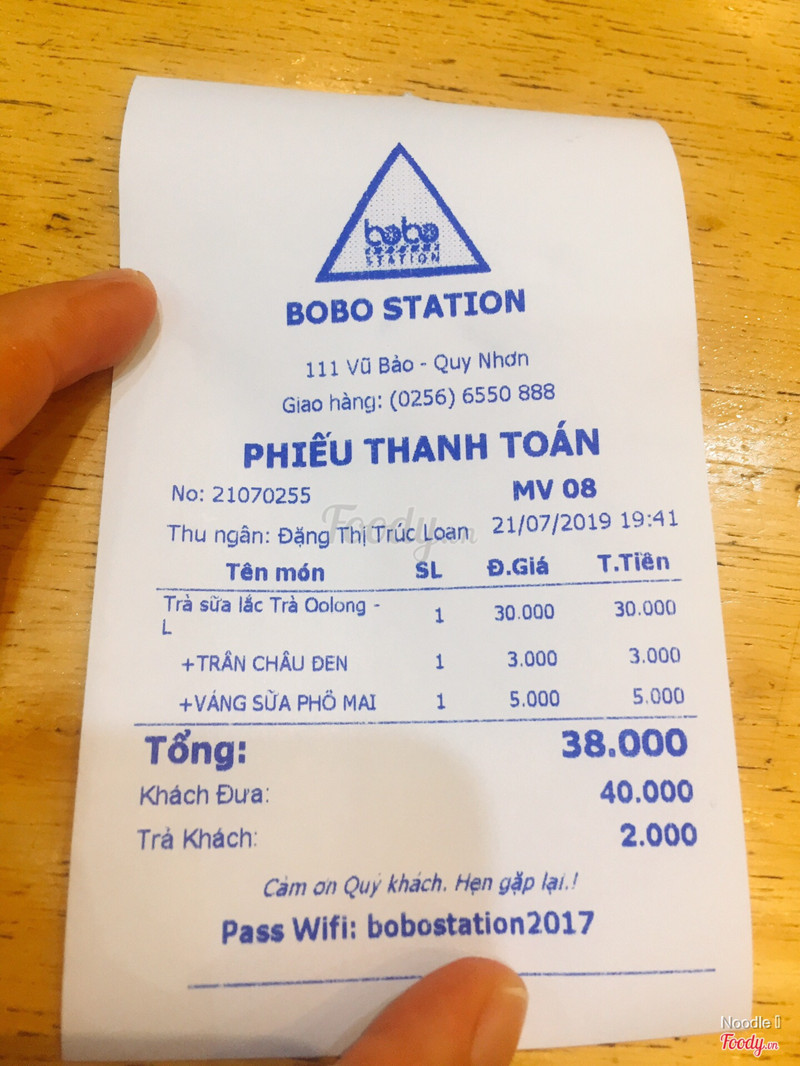 bobo
STATION
BOBO STATION
111 Vũ Bảo - Quy Nhơn
Giao hàng: (0256) 6550 888
PHIẾU THANH TOÁN
No: 21070255 MV 08
Thu ngân: Đặng Thị Trúc Loan 21/07/2019 19:41
Foody.vn
Tên món SL Đ.Giá T.Tiền
Trà sữa lắc Trà Oolong - 1 30.000 30.000
L
+TRÂN CHÂU ĐEN 1 3.000 3.000
+VÁNG SỮA PHÔ MAI 1 5.000 5.000
Tổng: 38.000
Khách Đưa: 40.000
Trả Khách: 2.000
Cảm ơn Quý khách. Hẹn gặp lại.!
Pass Wifi: bobostation2017
Noodle
Foody.vn